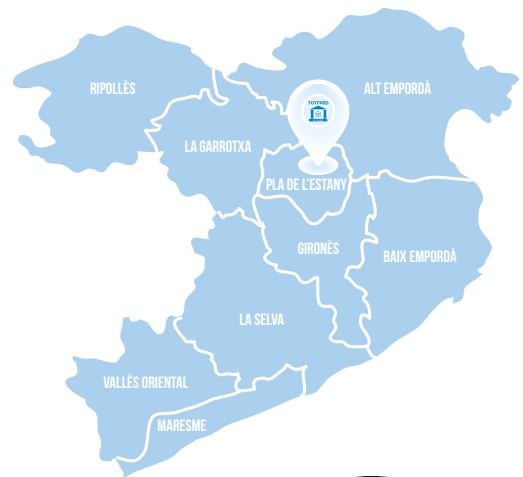 RIPOLLÈS
ALT EMPORDÀ
TOTFRED
LA GARROTXA
PLA DE L'ESTANY
GIRONÈS
BAIX EMPORDÀ
LA SELVA
VALLÈS ORIENTAL
MARESME